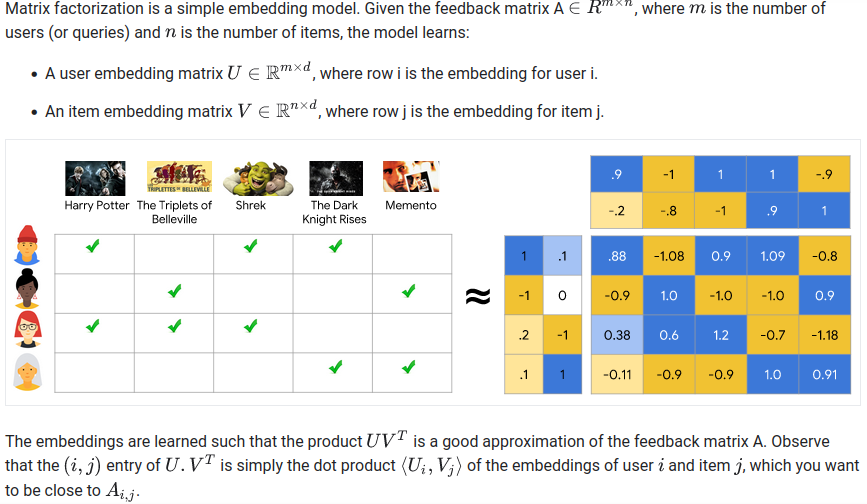 Matrix factorization is a simple embedding model. Given the feedback matrix A ∈ R^{m×n}, where m is the number of
users (or queries) and n is the number of items, the model learns:
• A user embedding matrix U ∈ ℝ^{m×d}, where row i is the embedding for user i.
• An item embedding matrix V ∈ ℝ^{n×d}, where row j is the embedding for item j.
TRIPLETTES DE BELLEVILLE
Harry Potter The Triplets of Belleville Shrek The Dark Knight Rises Memento
.9 -1 1 1 -.9
-.2 -.8 -1 .9 1
✔ ✔ ✔
1 .1 .88 -1.08 0.9 1.09 -0.8
✔ ✔
≈
-1 0 -0.9 1.0 -1.0 -1.0 0.9
✔ ✔ ✔
.2 -1 0.38 0.6 1.2 -0.7 -1.18
✔ ✔
.1 1 -0.11 -0.9 -0.9 1.0 0.91
The embeddings are learned such that the product UV^T is a good approximation of the feedback matrix A. Observe
that the (i, j) entry of U.V^T is simply the dot product ⟨U_i, V_j⟩ of the embeddings of user i and item j, which you want
to be close to A_{i,j}.